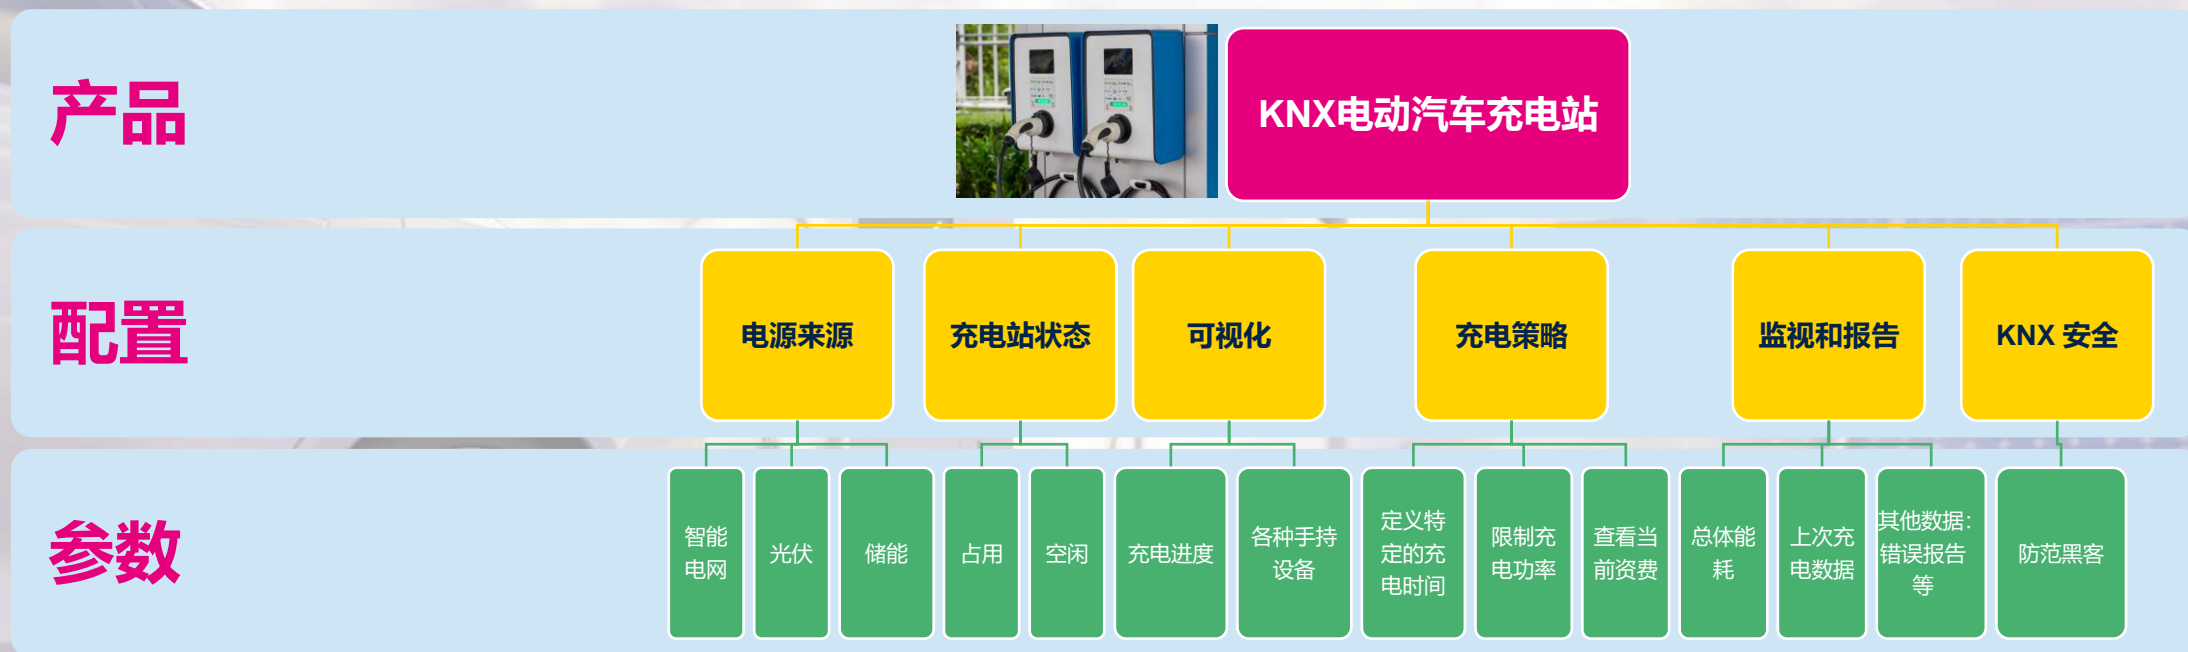 产品
KNX电动汽车充电站
配置
电源来源
充电站状态
可视化
充电策略
监视和报告
KNX 安全
参数
智能
电网
光伏
储能
占用
空闲
充电进度
各种手持
设备
定义特
定的充
电时间
限制充
电功率
查看当
前资费
总体能
耗
上次充
电数据
其他数据：
错误报告
等
防范黑客